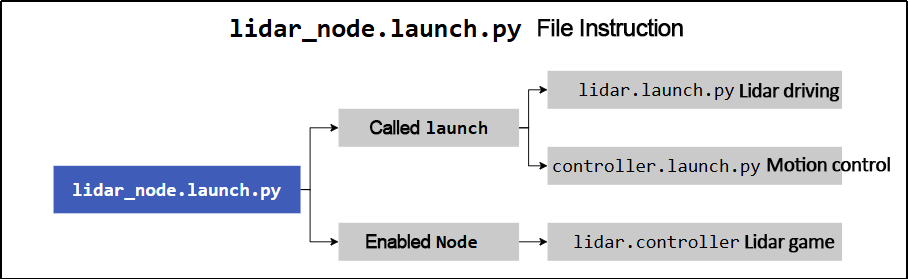 lidar_node.launch.py File Instruction
lidar.launch.py Lidar driving
Called launch
controller.launch.py Motion control
lidar_node.launch.py
Enabled Node
lidar.controller Lidar game